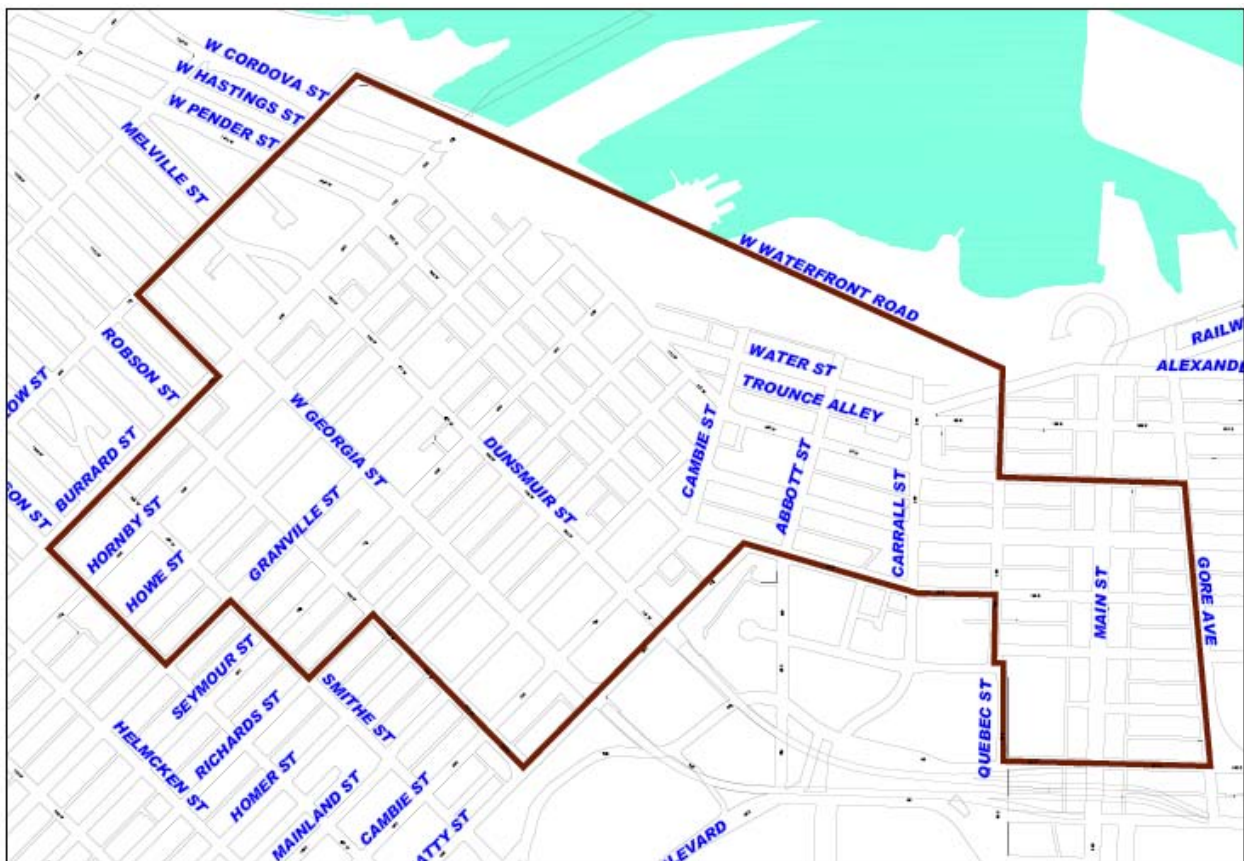 W CORDOVA ST
W HASTINGS ST
W PENDER ST
MELVILLE ST
W WATERFRONT ROAD
RAILW
ALEXANDE
ROBSON ST
WATER ST
TROUNCE ALLEY
LOW ST
W GEORGIA ST
DUNSMUIR ST
CAMBIE ST
ABBOTT ST
CARRALL ST
BURRARD ST
SON ST
HORNBY ST
HOWE ST
GRANVILLE ST
MAIN ST
GORE AVE
SEYMOUR ST
RICHARDS ST
SMITHE ST
HELMCKEN ST
HOMER ST
MAINLAND ST
CAMBIE ST
ATTY ST
QUEBEC ST
LEVARD